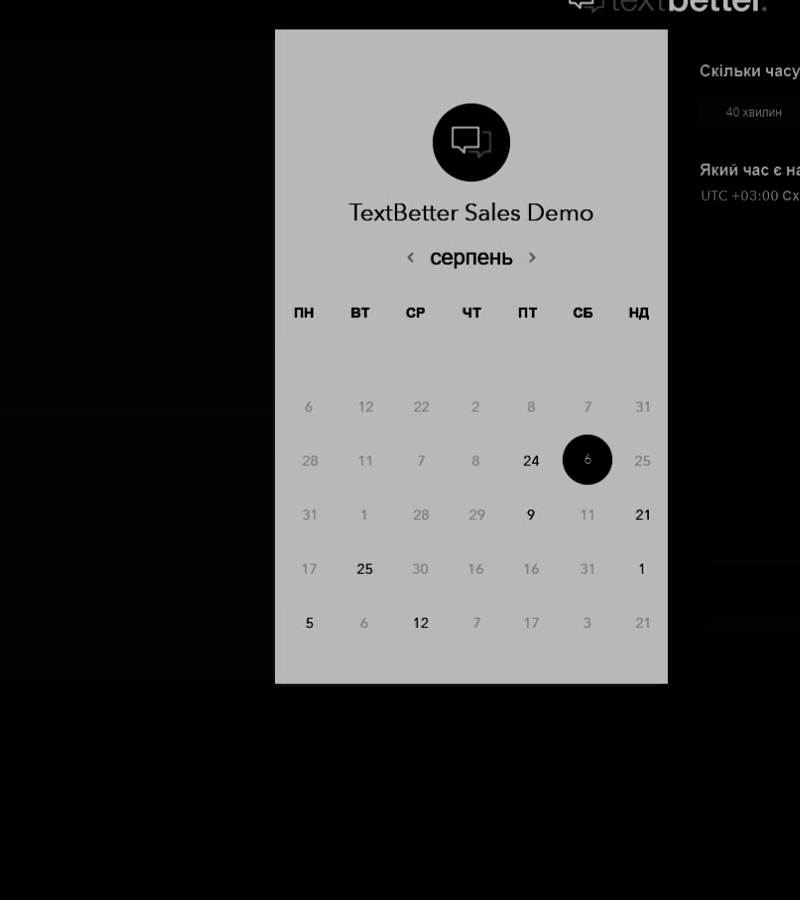 textbetter.
TextBetter Sales Demo
серпень
ПН ВТ СР ЧТ ПТ СБ НД
6 12 22 2 8 7 31
28 11 7 8 24 6 25
31 1 28 29 9 11 21
17 25 30 16 16 31 1
5 6 12 7 17 3 21
Скільки часу
40 хвилин
Який час є на
UTC +03:00 Сх